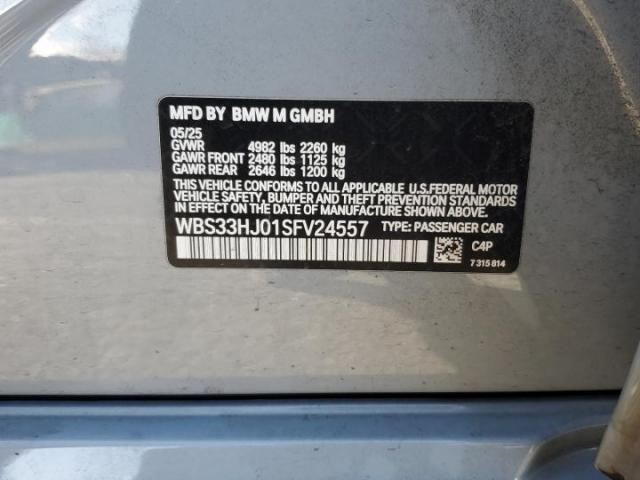 MFD BY BMW M GMBH
05/25
GVWR 4982 lbs 2260 kg
GAWR FRONT 2480 lbs 1125 kg
GAWR REAR 2646 lbs 1200 kg
THIS VEHICLE CONFORMS TO ALL APPLICABLE U.S.FEDERAL MOTOR
VEHICLE SAFETY, BUMPER AND THEFT PREVENTION STANDARDS IN
EFFECT ON THE DATE OF MANUFACTURE SHOWN ABOVE.
WBS33HJ01SFV24557 TYPE: PASSENGER CAR
C4P
7 315 814